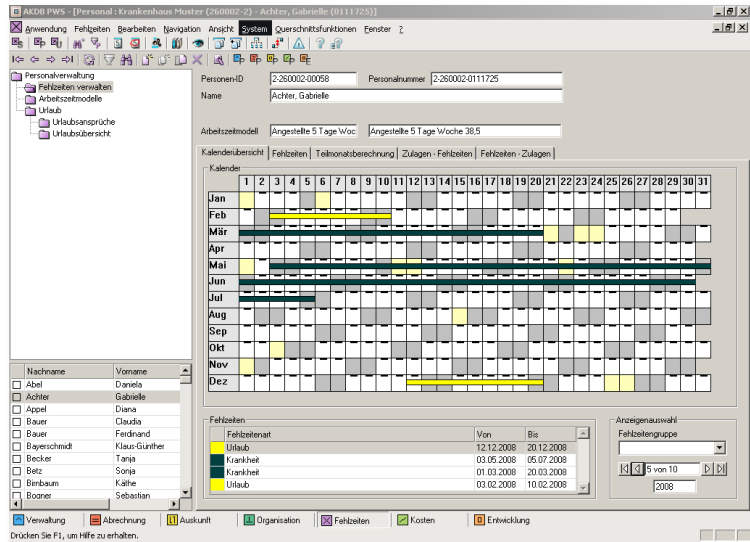 AKDB PWS - [Personal : Krankenhaus Muster (260002-2) - Achter, Gabrielle (0111725)]
Anwendung Fehlzeiten Bearbeiten Navigation Ansicht System Querschnittsfunktionen Fenster ?
Personalverwaltung
Fehlzeiten verwalten
Arbeitszeitmodelle
Urlaub
Urlaubsansprüche
Urlaubsübersicht
Personen-ID 2-260002-00058 Personalnummer 2-260002-0111725
Name Achter, Gabrielle
Arbeitszeitmodell Angestellte 5 Tage Woc Angestellte 5 Tage Woche 38,5
Kalenderübersicht Fehlzeiten Teilmonatsberechnung Zulagen - Fehlzeiten Fehlzeiten - Zulagen
Kalender
1 2 3 4 5 6 7 8 9 10 11 12 13 14 15 16 17 18 19 20 21 22 23 24 25 26 27 28 29 30 31
Jan
Feb
Mär
Apr
Mai
Jun
Jul
Aug
Sep
Okt
Nov
Dez
Nachname Vorname
Abel Daniela
Achter Gabrielle
Appel Diana
Bauer Claudia
Bauer Ferdinand
Bayerschmidt Klaus-Günther
Becker Tanja
Betz Sonja
Birnbaum Käthe
Bogner Sebastian
Fehlzeiten
Fehlzeitenart Von Bis
Urlaub 12.12.2008 20.12.2008
Krankheit 03.05.2008 05.07.2008
Krankheit 01.03.2008 20.03.2008
Urlaub 03.02.2008 10.02.2008
Anzeigenauswahl
Fehlzeitengruppe
5 von 10
2008
Verwaltung Abrechnung Auskunft Organisation Fehlzeiten Kosten Entwicklung
Drücken Sie F1, um Hilfe zu erhalten.